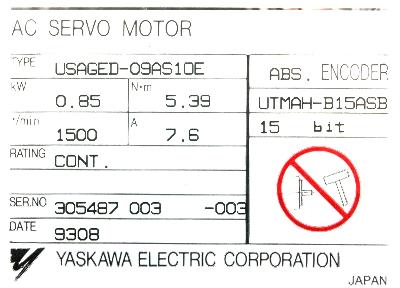 AC SERVO MOTOR
TYPE USAGED-09AS10E
kW 0.85 N·m 5.39
r/min 1500 A 7.6
RATING CONT.
ABS. ENCODER
UTMAH-B15ASB
15 bit
SER.NO 305487 003 -003
DATE 9308
YASKAWA ELECTRIC CORPORATION
JAPAN